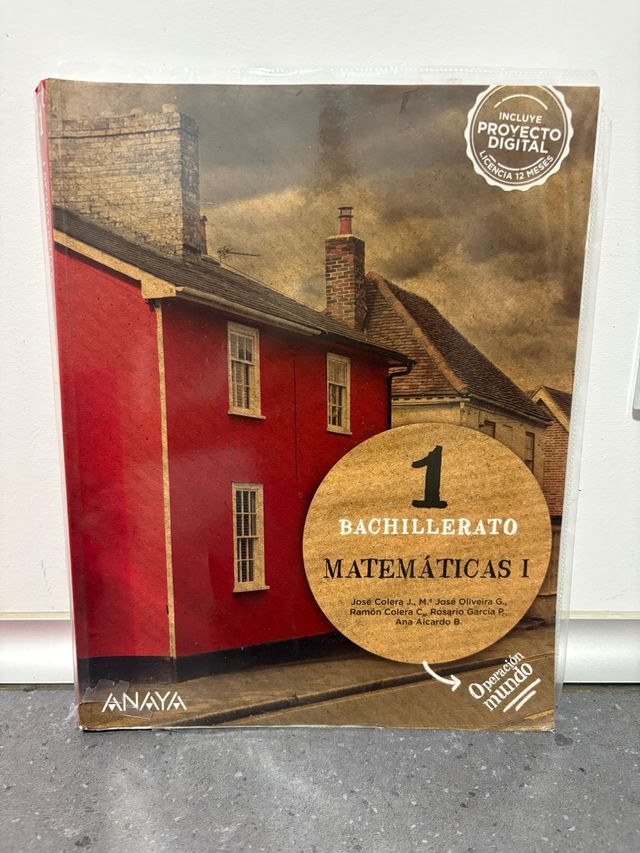 INCLUYE
PROYECTO
DIGITAL
LICENCIA 12 MESES
1
BACHILLERATO
MATEMÁTICAS I
José Colera J., M.ª José Oliveira G.,
Ramón Colera C., Rosario García P.,
Ana Aicardo B.
Operación
mundo
ANAYA